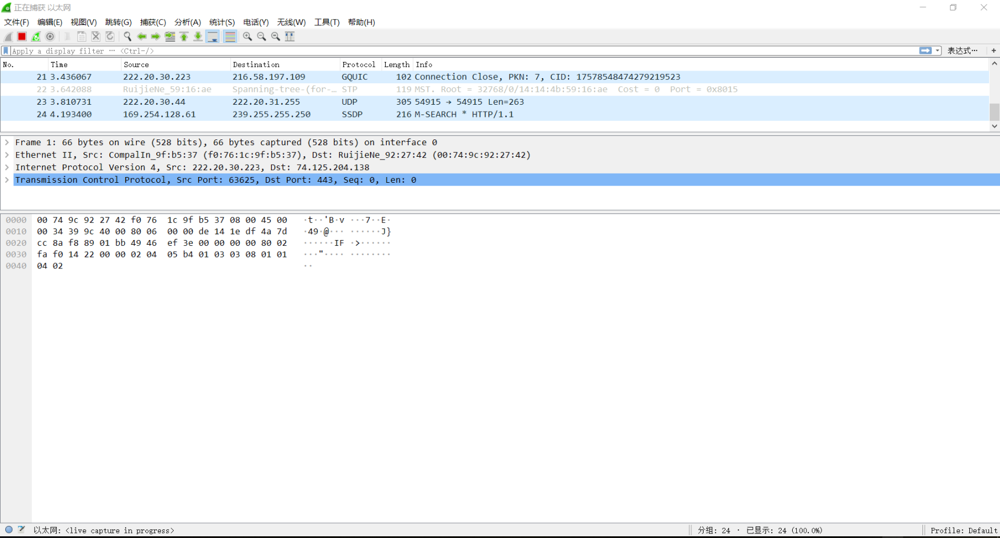 正在捕获 以太网
文件(F) 编辑(E) 视图(V) 跳转(G) 捕获(C) 分析(A) 统计(S) 电话(Y) 无线(W) 工具(T) 帮助(H)
Apply a display filter … <Ctrl-/> 表达式… +
No. Time Source Destination Protocol Length Info
21 3.436067 222.20.30.223 216.58.197.109 GQUIC 102 Connection Close, PKN: 7, CID: 17578548474279219523
22 3.642088 RuijieNe_59:16:ae Spanning-tree-(for-… STP 119 MST. Root = 32768/0/14:14:4b:59:16:ae Cost = 0 Port = 0x8015
23 3.810731 222.20.30.44 222.20.31.255 UDP 305 54915 → 54915 Len=263
24 4.193400 169.254.128.61 239.255.255.250 SSDP 216 M-SEARCH * HTTP/1.1
Frame 1: 66 bytes on wire (528 bits), 66 bytes captured (528 bits) on interface 0
Ethernet II, Src: CompalIn_9f:b5:37 (f0:76:1c:9f:b5:37), Dst: RuijieNe_92:27:42 (00:74:9c:92:27:42)
Internet Protocol Version 4, Src: 222.20.30.223, Dst: 74.125.204.138
Transmission Control Protocol, Src Port: 63625, Dst Port: 443, Seq: 0, Len: 0
0000 00 74 9c 92 27 42 f0 76 1c 9f b5 37 08 00 45 00 ·t··'B·v ···7··E·
0010 00 34 39 9c 40 00 80 06 00 00 de 14 1e df 4a 7d ·49·@··· ······J}
0020 cc 8a f8 89 01 bb 49 46 ef 3e 00 00 00 00 80 02 ······IF ·>······
0030 fa f0 14 22 00 00 02 04 05 b4 01 03 03 08 01 01 ···"···· ········
0040 04 02 ··
以太网: <live capture in progress> 分组: 24 · 已显示: 24 (100.0%) Profile: Default